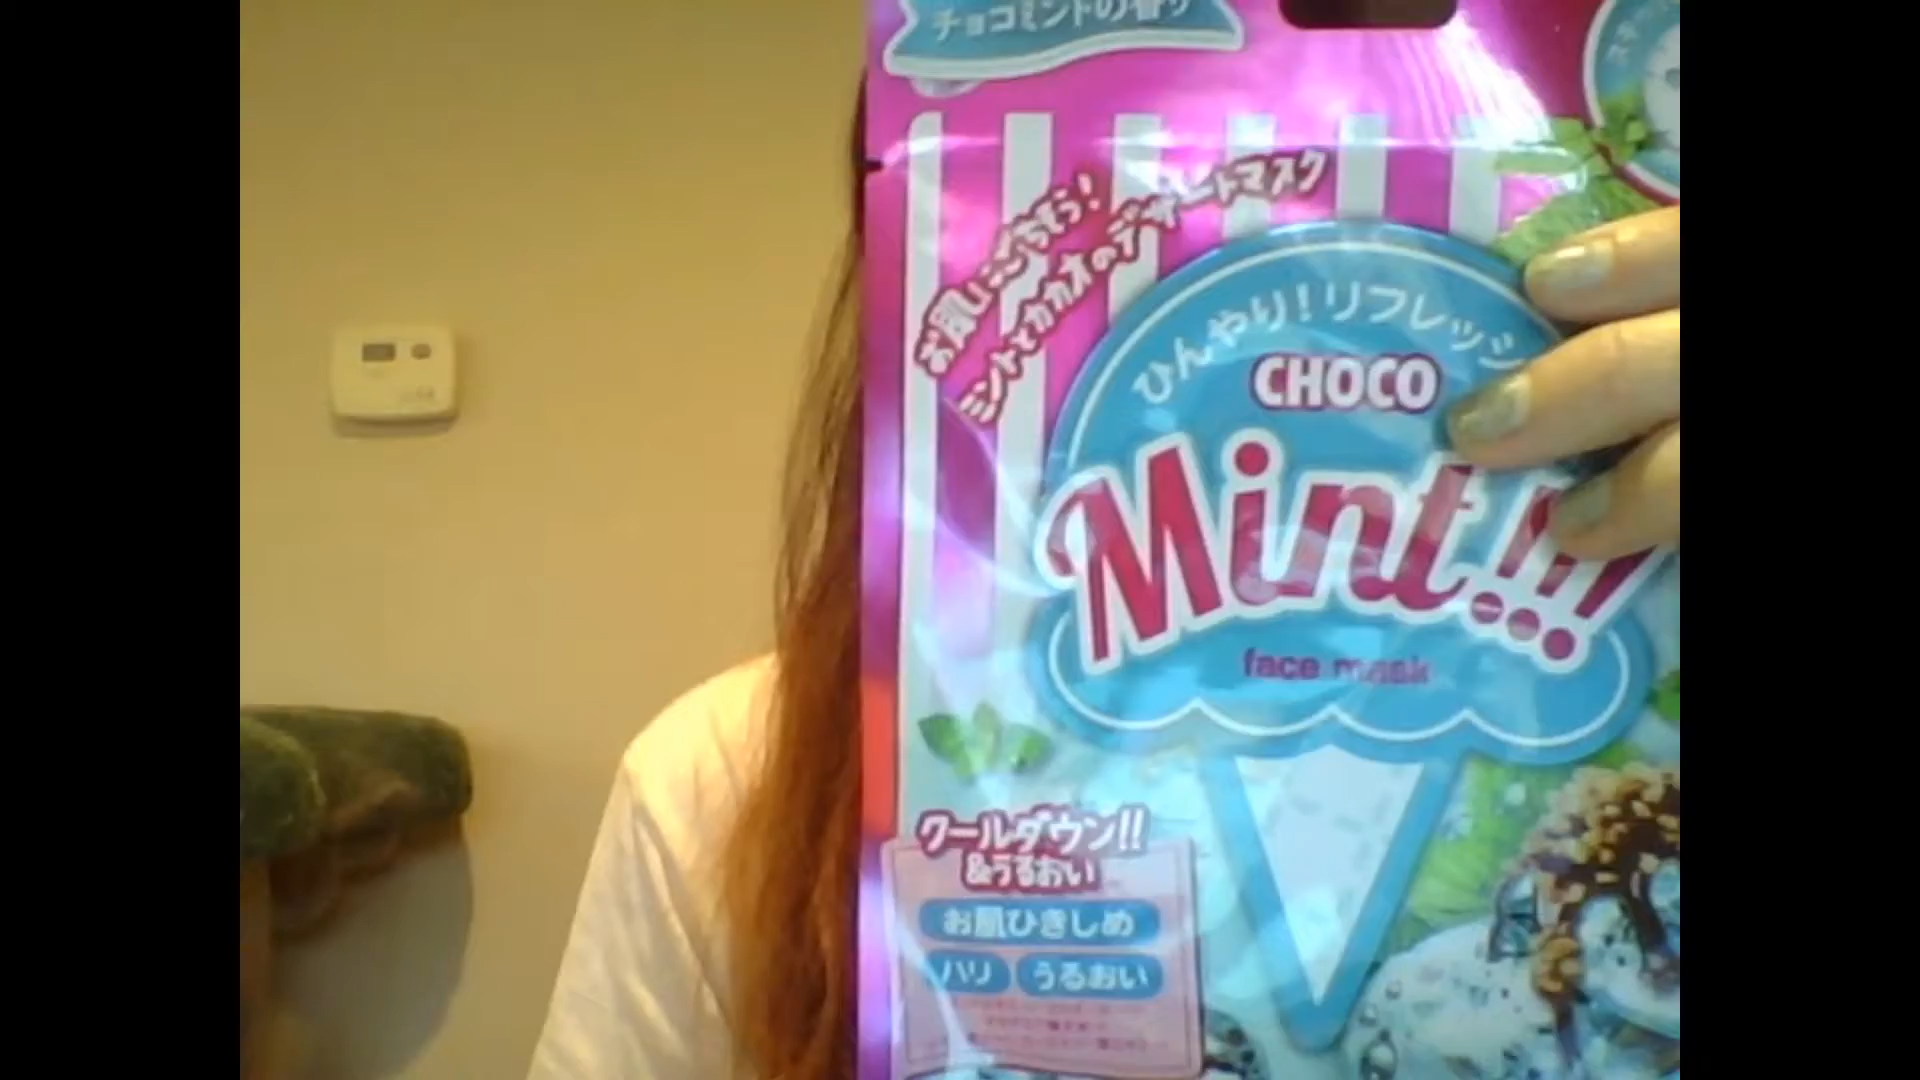 チョコミントの香り
お肌にごちそう!
ミントとカカオのデザートマスク
ひんやり!リフレッシ
CHOCO
Mint!!!
face mask
クールダウン!!
&うるおい
お肌ひきしめ
ハリ うるおい